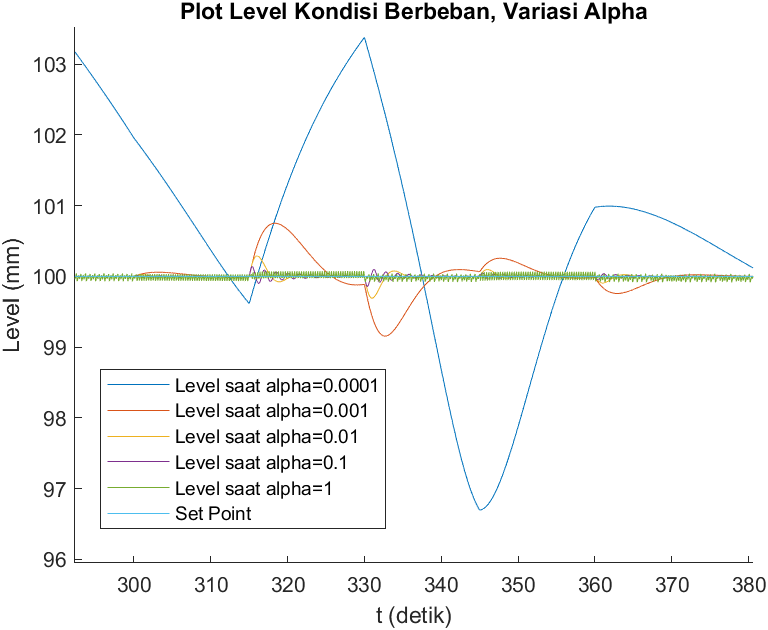 Plot Level Kondisi Berbeban, Variasi Alpha
103
102
101
100
99
98
97
96
Level (mm)
Level saat alpha=0.0001
Level saat alpha=0.001
Level saat alpha=0.01
Level saat alpha=0.1
Level saat alpha=1
Set Point
300 310 320 330 340 350 360 370 380
t (detik)